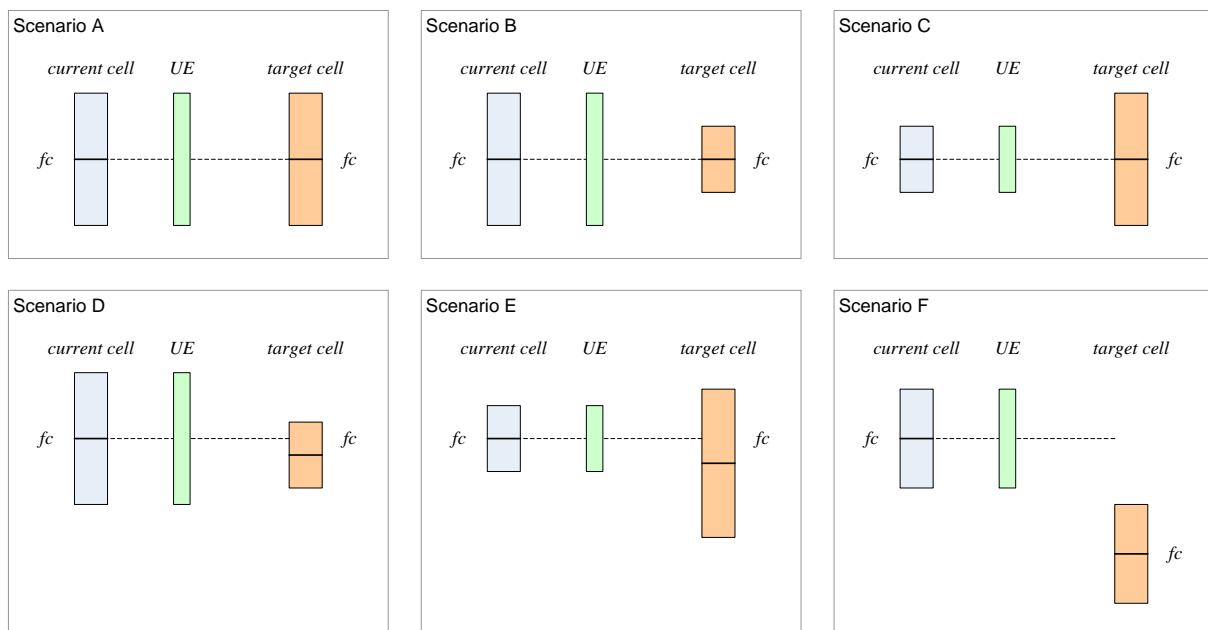 Scenario A
current cell UE target cell
fc fc
Scenario B
current cell UE target cell
fc fc
Scenario C
current cell UE target cell
fc fc
Scenario D
current cell UE target cell
fc fc
Scenario E
current cell UE target cell
fc fc
Scenario F
current cell UE target cell
fc
fc